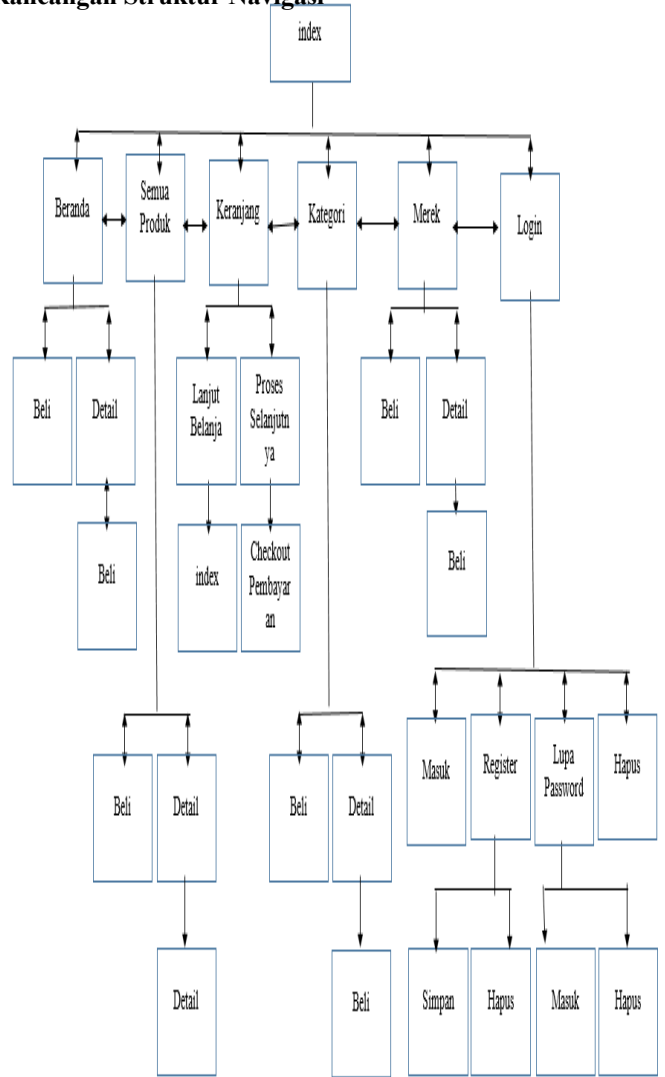 Rancangan Struktur Navigasi
index
Beranda
Semua
Produk
Keranjang
Kategori
Merek
Login
Beli
Detail
Lanjut
Belanja
Proses
Selanjutn
ya
Beli
Detail
Beli
index
Checkout
Pembayar
an
Beli
Masuk
Register
Lupa
Password
Hapus
Beli
Detail
Beli
Detail
Detail
Beli
Simpan
Hapus
Masuk
Hapus